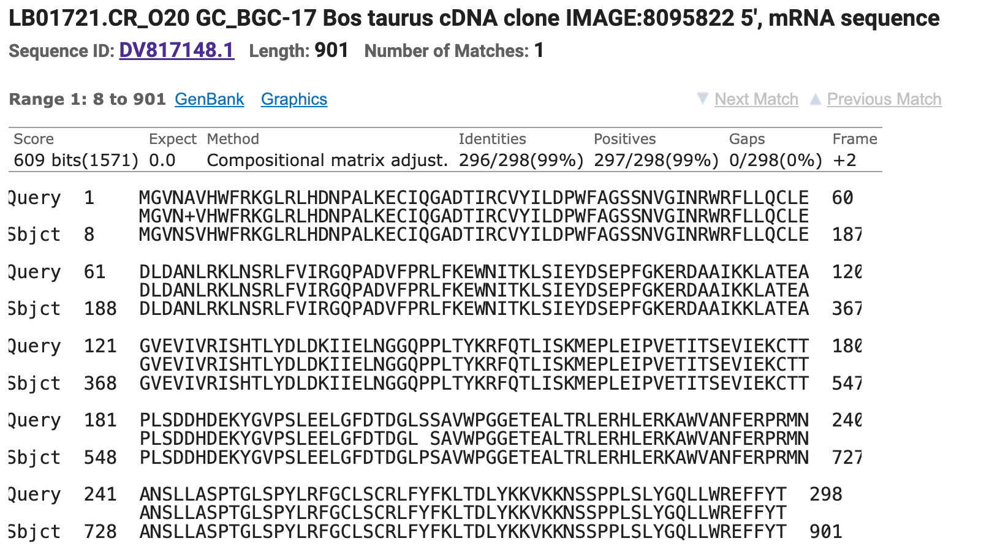 LB01721.CR_O20 GC_BGC-17 Bos taurus cDNA clone IMAGE:8095822 5', mRNA sequence
Sequence ID: DV817148.1 Length: 901 Number of Matches: 1
Range 1: 8 to 901 GenBank Graphics ▼ Next Match ▲ Previous Match
Score Expect Method Identities Positives Gaps Frame
609 bits(1571) 0.0 Compositional matrix adjust. 296/298(99%) 297/298(99%) 0/298(0%) +2
Query 1 MGVNAVHWFRKGLRLHDNPALKECIQGADTIRCVYILDPWFAGSSNVGINRWRFLLQCLE 60
MGVN+VHWFRKGLRLHDNPALKECIQGADTIRCVYILDPWFAGSSNVGINRWRFLLQCLE
Sbjct 8 MGVNSVHWFRKGLRLHDNPALKECIQGADTIRCVYILDPWFAGSSNVGINRWRFLLQCLE 187
Query 61 DLDANLRKLNSRLFVIRGQPADVFPRLFKEWNITKLSIEYDSEPFGKERDAAIKKLATEA 120
DLDANLRKLNSRLFVIRGQPADVFPRLFKEWNITKLSIEYDSEPFGKERDAAIKKLATEA
Sbjct 188 DLDANLRKLNSRLFVIRGQPADVFPRLFKEWNITKLSIEYDSEPFGKERDAAIKKLATEA 367
Query 121 GVEVIVRISHTLYDLDKIIELNGGQPPLTYKRFQTLISKMEPLEIPVETITSEVIEKCTT 180
GVEVIVRISHTLYDLDKIIELNGGQPPLTYKRFQTLISKMEPLEIPVETITSEVIEKCTT
Sbjct 368 GVEVIVRISHTLYDLDKIIELNGGQPPLTYKRFQTLISKMEPLEIPVETITSEVIEKCTT 547
Query 181 PLSDDHDEKYGVPSLEELGFDTDGLSSAVWPGGETEALTRLERHLERKAWVANFERPRMN 240
PLSDDHDEKYGVPSLEELGFDTDGL SAVWPGGETEALTRLERHLERKAWVANFERPRMN
Sbjct 548 PLSDDHDEKYGVPSLEELGFDTDGLPSAVWPGGETEALTRLERHLERKAWVANFERPRMN 727
Query 241 ANSLLASPTGLSPYLRFGCLSCRLFYFKLTDLYKKVKKNSSPPLSLYGQLLWREFFYT 298
ANSLLASPTGLSPYLRFGCLSCRLFYFKLTDLYKKVKKNSSPPLSLYGQLLWREFFYT
Sbjct 728 ANSLLASPTGLSPYLRFGCLSCRLFYFKLTDLYKKVKKNSSPPLSLYGQLLWREFFYT 901